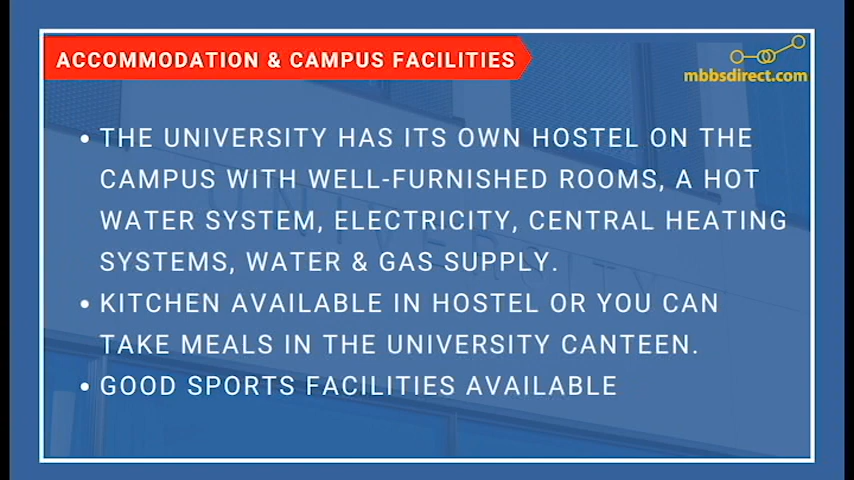 ACCOMMODATION & CAMPUS FACILITIES
mbbsdirect.com
• THE UNIVERSITY HAS ITS OWN HOSTEL ON THE
CAMPUS WITH WELL-FURNISHED ROOMS, A HOT
WATER SYSTEM, ELECTRICITY, CENTRAL HEATING
SYSTEMS, WATER & GAS SUPPLY.
• KITCHEN AVAILABLE IN HOSTEL OR YOU CAN
TAKE MEALS IN THE UNIVERSITY CANTEEN.
• GOOD SPORTS FACILITIES AVAILABLE
UNIVERSITY